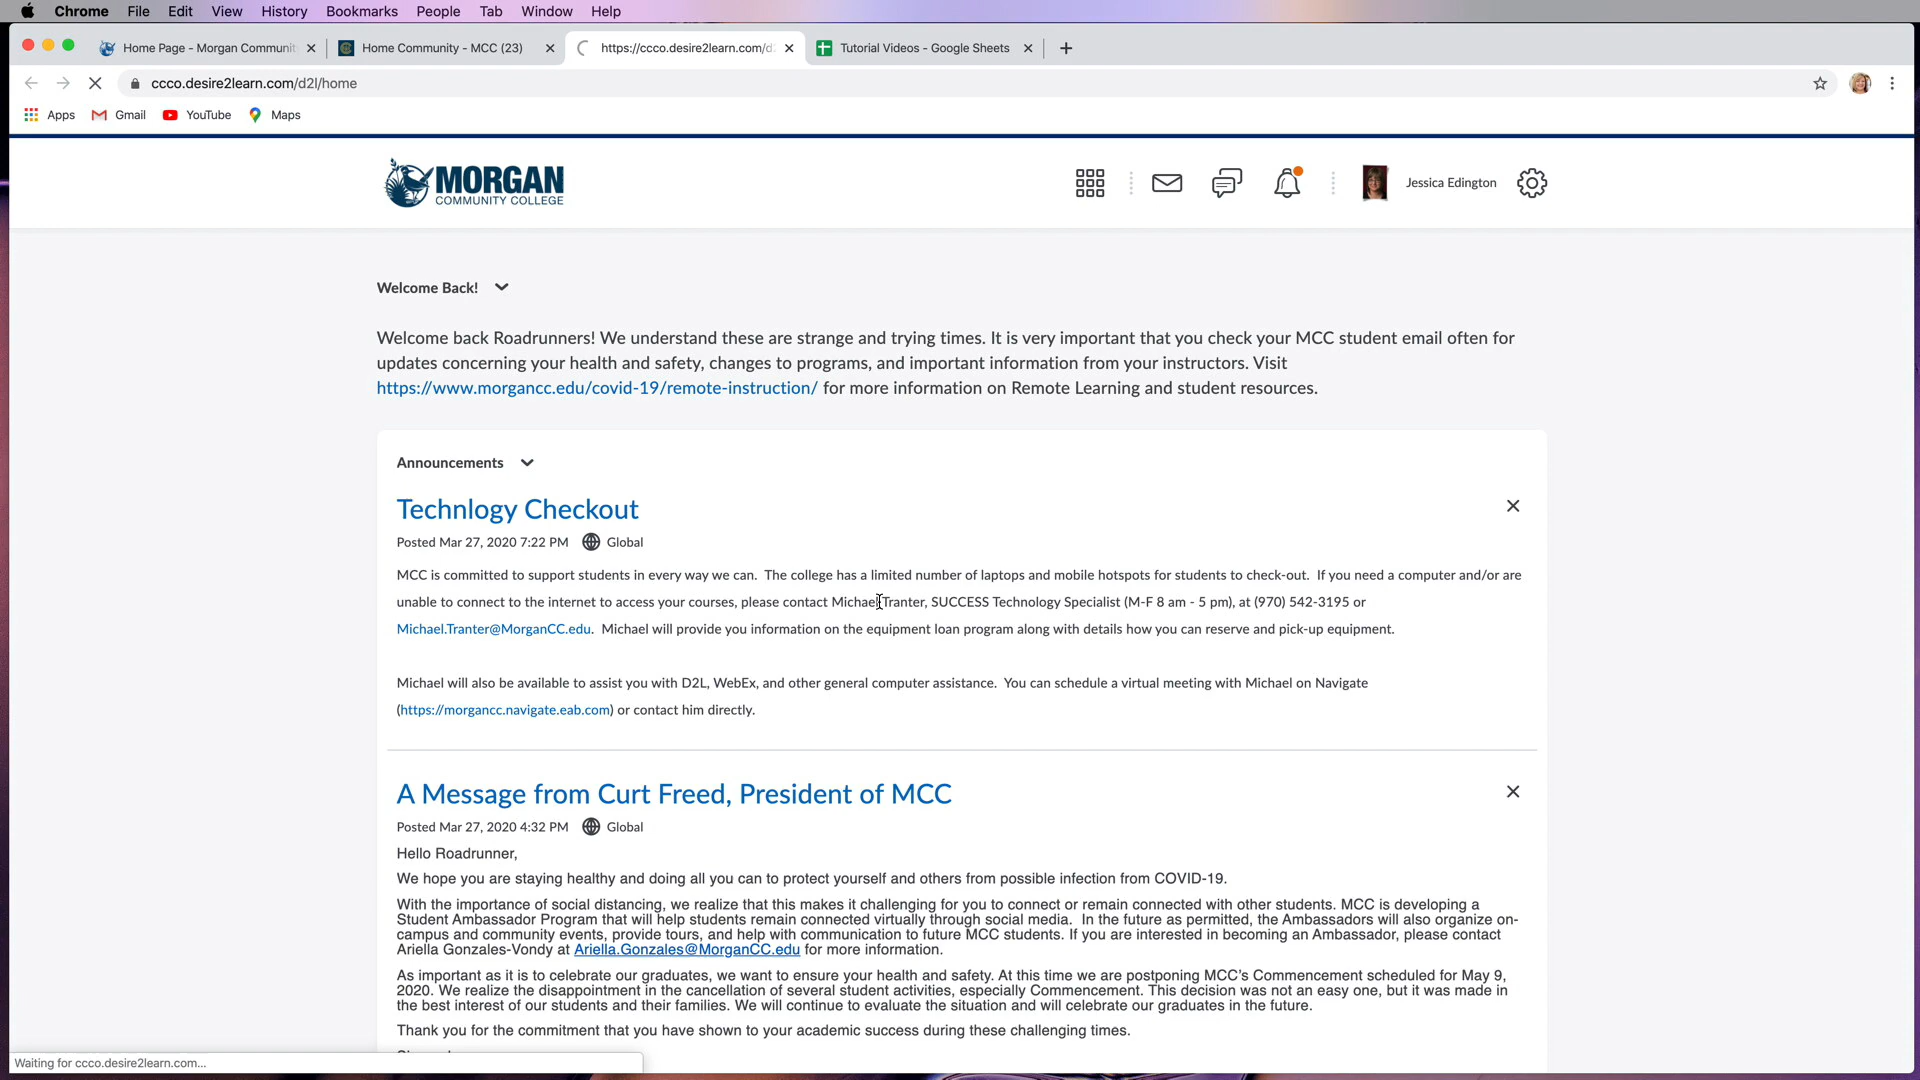 Chrome File Edit View History Bookmarks People Tab Window Help
Home Page - Morgan Communit
Home Community - MCC (23)
https://ccco.desire2learn.com/d
Tutorial Videos - Google Sheets
ccco.desire2learn.com/d2l/home
Apps Gmail YouTube Maps
MORGAN
COMMUNITY COLLEGE
Jessica Edington
Welcome Back!
Welcome back Roadrunners! We understand these are strange and trying times. It is very important that you check your MCC student email often for
updates concerning your health and safety, changes to programs, and important information from your instructors. Visit
https://www.morgancc.edu/covid-19/remote-instruction/ for more information on Remote Learning and student resources.
Announcements
Technlogy Checkout
Posted Mar 27, 2020 7:22 PM Global
MCC is committed to support students in every way we can. The college has a limited number of laptops and mobile hotspots for students to check-out. If you need a computer and/or are
unable to connect to the internet to access your courses, please contact Michael Tranter, SUCCESS Technology Specialist (M-F 8 am - 5 pm), at (970) 542-3195 or
Michael.Tranter@MorganCC.edu. Michael will provide you information on the equipment loan program along with details how you can reserve and pick-up equipment.
Michael will also be available to assist you with D2L, WebEx, and other general computer assistance. You can schedule a virtual meeting with Michael on Navigate
(https://morgancc.navigate.eab.com) or contact him directly.
A Message from Curt Freed, President of MCC
Posted Mar 27, 2020 4:32 PM Global
Hello Roadrunner,
We hope you are staying healthy and doing all you can to protect yourself and others from possible infection from COVID-19.
With the importance of social distancing, we realize that this makes it challenging for you to connect or remain connected with other students. MCC is developing a
Student Ambassador Program that will help students remain connected virtually through social media. In the future as permitted, the Ambassadors will also organize on-
campus and community events, provide tours, and help with communication to future MCC students. If you are interested in becoming an Ambassador, please contact
Ariella Gonzales-Vondy at Ariella.Gonzales@MorganCC.edu for more information.
As important as it is to celebrate our graduates, we want to ensure your health and safety. At this time we are postponing MCC's Commencement scheduled for May 9,
2020. We realize the disappointment in the cancellation of several student activities, especially Commencement. This decision was not an easy one, but it was made in
the best interest of our students and their families. We will continue to evaluate the situation and will celebrate our graduates in the future.
Thank you for the commitment that you have shown to your academic success during these challenging times.
Waiting for ccco.desire2learn.com...